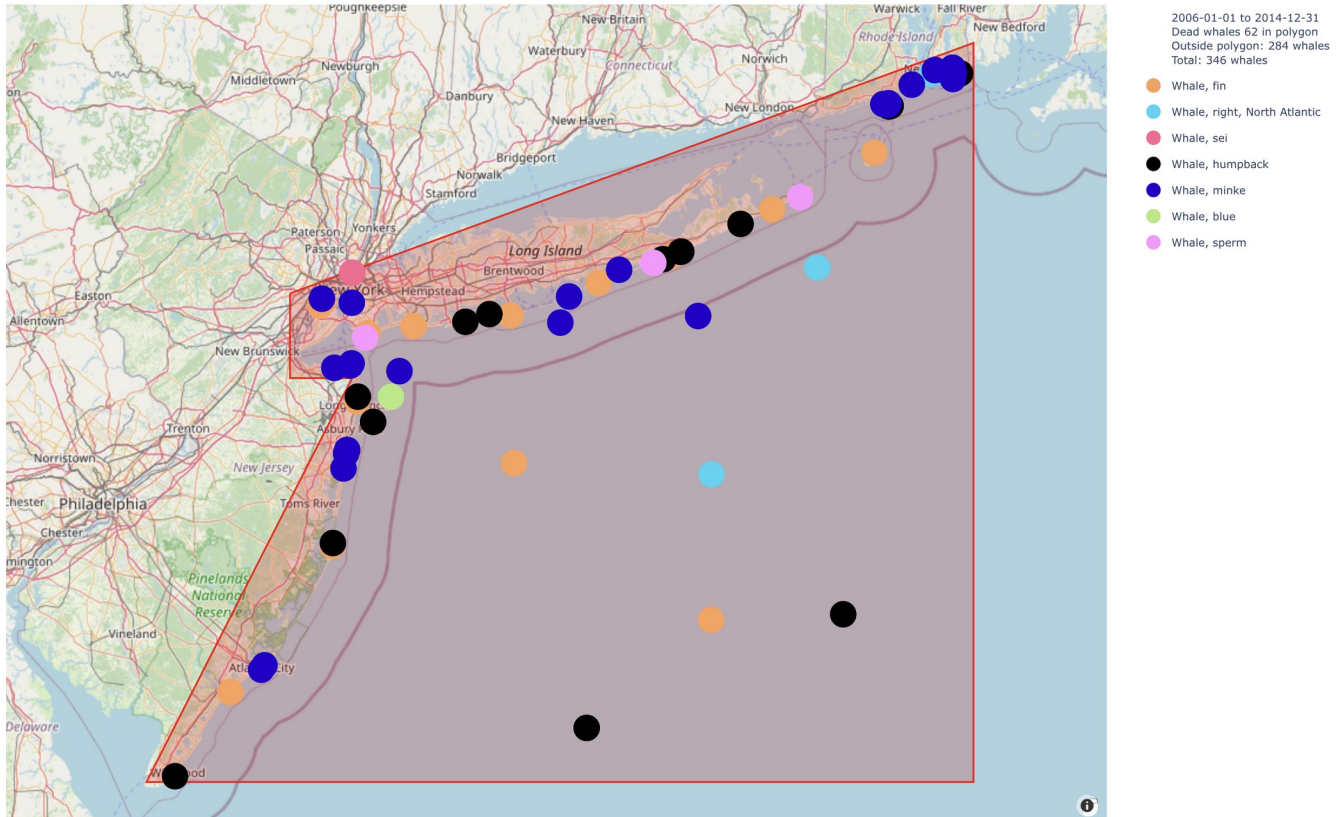 Poughkeepsie
Warwick
Fall River
New Britain
New Bedford
Waterbury
Rhode Island
Connecticut
Newburgh
Norwich
Middletown
Danbury
New London
New Haven
Bridgeport
Norwalk
Stamford
Paterson
Yonkers
Passaic
Long Island
Brentwood
Easton
Hempstead
Allentown
New Brunswick
Trenton
Norristown
New Jersey
Philadelphia
Toms River
Chester
Pinelands
National
Reserve
Vineland
Delaware
2006-01-01 to 2014-12-31
Dead whales 62 in polygon
Outside polygon: 284 whales
Total: 346 whales
Whale, fin
Whale, right, North Atlantic
Whale, sei
Whale, humpback
Whale, minke
Whale, blue
Whale, sperm